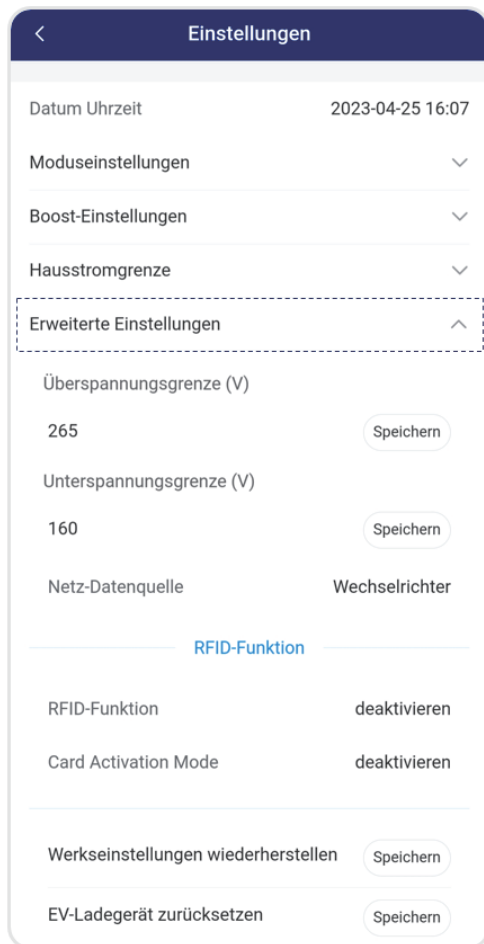 Einstellungen
Datum Uhrzeit 2023-04-25 16:07
Moduseinstellungen
Boost-Einstellungen
Hausstromgrenze
Erweiterte Einstellungen
Überspannungsgrenze (V)
265 Speichern
Unterspannungsgrenze (V)
160 Speichern
Netz-Datenquelle Wechselrichter
RFID-Funktion
RFID-Funktion deaktivieren
Card Activation Mode deaktivieren
Werkseinstellungen wiederherstellen Speichern
EV-Ladegerät zurücksetzen Speichern